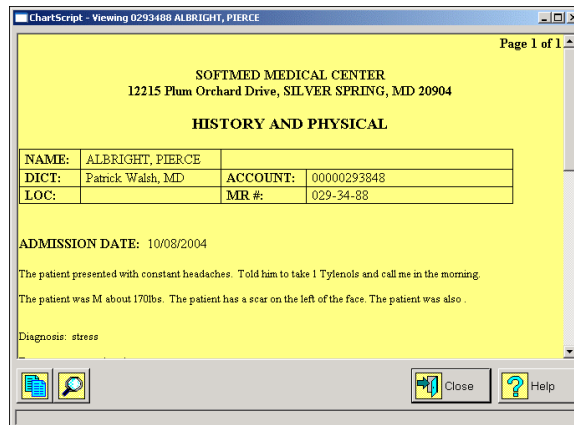 ChartScript - Viewing 0293488 ALBRIGHT, PIERCE
Page 1 of 1
SOFTMED MEDICAL CENTER
12215 Plum Orchard Drive, SILVER SPRING, MD 20904
HISTORY AND PHYSICAL
NAME: ALBRIGHT, PIERCE
DICT: Patrick Walsh, MD ACCOUNT: 00000293848
LOC: MR #: 029-34-88
ADMISSION DATE: 10/08/2004
The patient presented with constant headaches. Told him to take 1 Tylenols and call me in the morning.
The patient was M about 170lbs. The patient has a scar on the left of the face. The patient was also .
Diagnosis: stress
Close Help